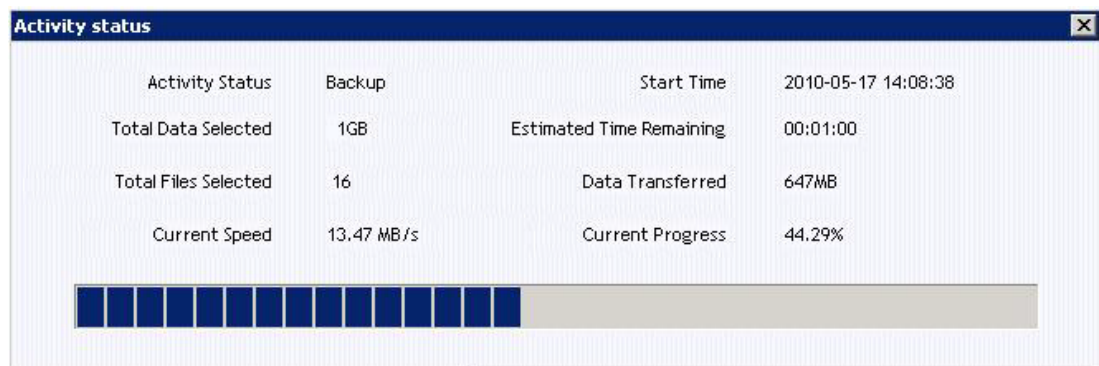 Activity status
Activity Status Backup Start Time 2010-05-17 14:08:38
Total Data Selected 1GB Estimated Time Remaining 00:01:00
Total Files Selected 16 Data Transferred 647MB
Current Speed 13.47 MB/s Current Progress 44.29%